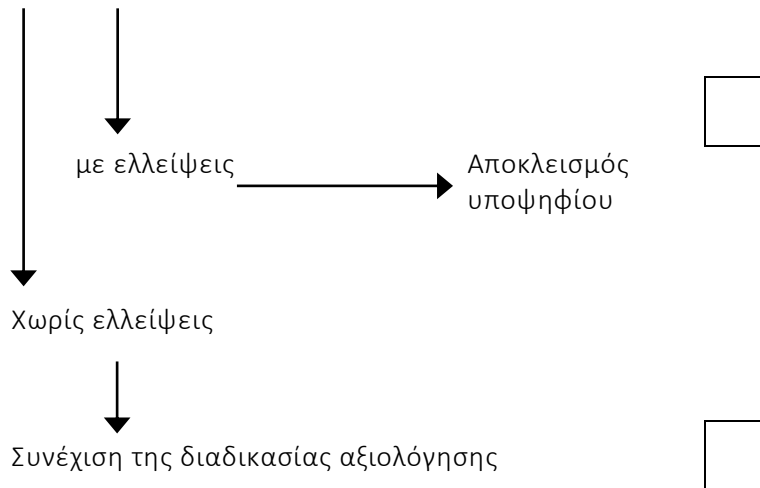 με ελλείψεις
Αποκλεισμός
υποψηφίου
Χωρίς ελλείψεις
Συνέχιση της διαδικασίας αξιολόγησης